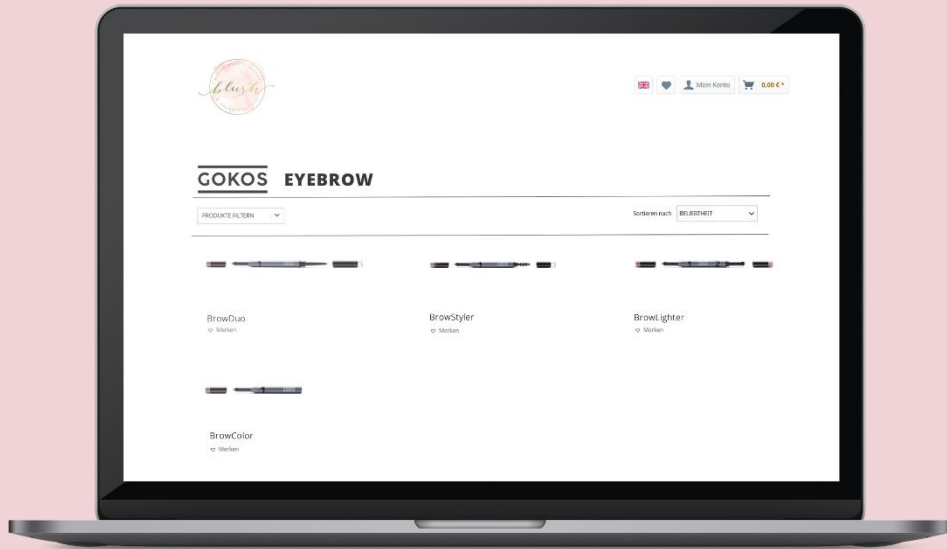 blush
Mein Konto
0,00 € *
GOKOS EYEBROW
PRODUKTE FILTERN
Sortieren nach BELIEBTHEIT
BrowDuo
Merken
BrowStyler
Merken
BrowLighter
Merken
BrowColor
Merken